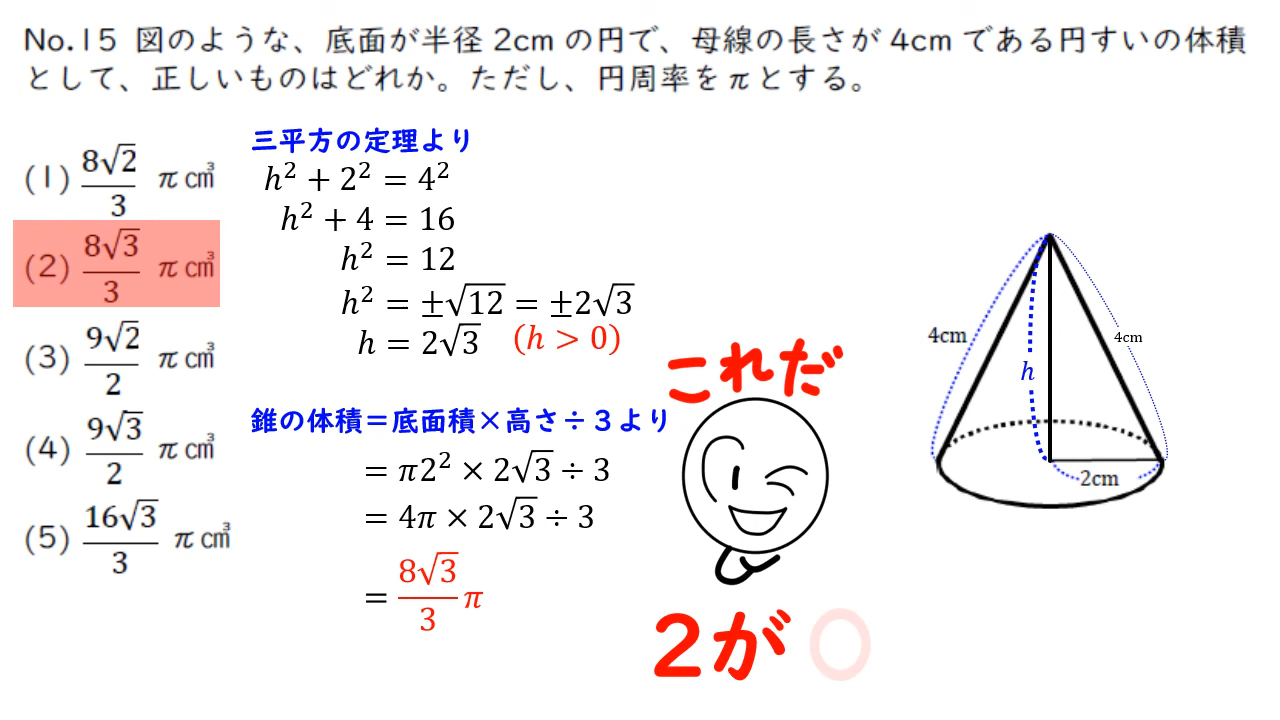 No.15 図のような、底面が半径 2cm の円で、母線の長さが 4cm である円すいの体積
として、正しいものはどれか。ただし、円周率をπとする。
(1) 8√2/3 π cm³
(2) 8√3/3 π cm³
(3) 9√2/2 π cm³
(4) 9√3/2 π cm³
(5) 16√3/3 π cm³
三平方の定理より
h² + 2² = 4²
h² + 4 = 16
h² = 12
h² = ±√12 = ±2√3
h = 2√3 (h > 0)
錐の体積＝底面積×高さ÷３より
= π2² × 2√3 ÷ 3
= 4π × 2√3 ÷ 3
= 8√3/3 π
これだ
2が○
4cm
h
4cm
2cm